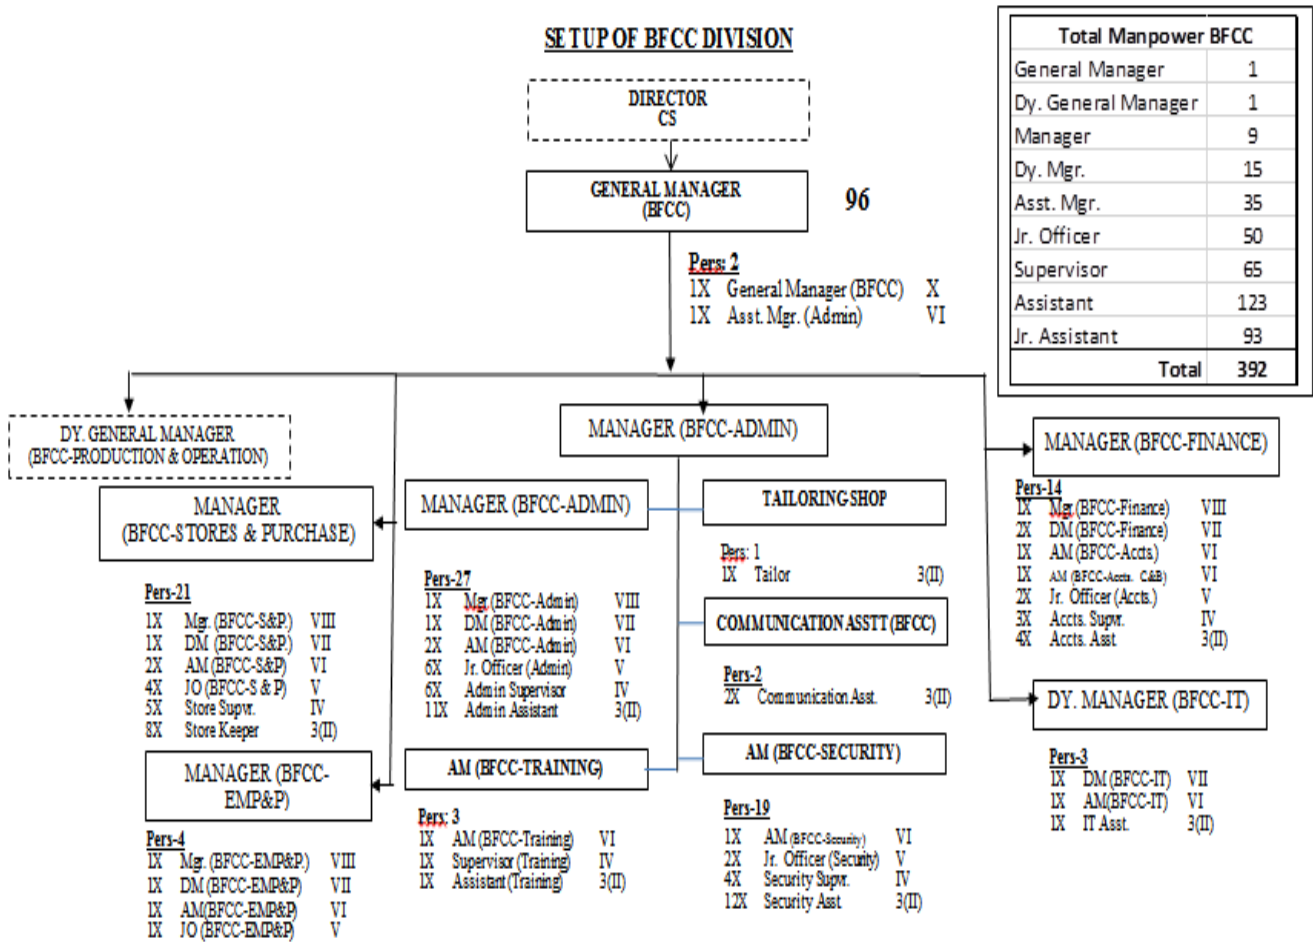 SETUP OF BFCC DIVISION
DIRECTOR
CS
GENERAL MANAGER
(BFCC)
96
Pers: 2
1X General Manager (BFCC) X
1X Asst. Mgr. (Admin) VI
Total Manpower BFCC
General Manager 1
Dy. General Manager 1
Manager 9
Dy. Mgr. 15
Asst. Mgr. 35
Jr. Officer 50
Supervisor 65
Assistant 123
Jr. Assistant 93
Total 392
DY. GENERAL MANAGER
(BFCC-PRODUCTION & OPERATION)
MANAGER (BFCC-ADMIN)
MANAGER (BFCC-FINANCE)
Pers-14
1X Mgr. (BFCC-Finance) VIII
2X DM (BFCC-Finance) VII
1X AM (BFCC-Accts.) VI
1X AM (BFCC-Accts. C&B) VI
2X Jr. Officer (Accts.) V
3X Accts. Supvr. IV
4X Accts. Asst. 3(II)
MANAGER
(BFCC-STORES & PURCHASE)
Pers-21
1X Mgr. (BFCC-S&P.) VIII
1X DM (BFCC-S&P.) VII
2X AM (BFCC-S&P) VI
4X JO (BFCC-S & P) V
5X Store Supvr. IV
8X Store Keeper 3(II)
MANAGER (BFCC-ADMIN)
Pers-27
1X Mgr. (BFCC-Admin) VIII
1X DM (BFCC-Admin) VII
2X AM (BFCC-Admin) VI
6X Jr. Officer (Admin) V
6X Admin Supervisor IV
11X Admin Assistant 3(II)
TAILORING SHOP
Pers: 1
1X Tailor 3(II)
COMMUNICATION ASSTT (BFCC)
Pers-2
2X Communication Asst. 3(II)
DY. MANAGER (BFCC-IT)
Pers-3
1X DM (BFCC-IT) VII
1X AM(BFCC-IT) VI
1X IT Asst. 3(II)
MANAGER (BFCC-
EMP&P)
Pers-4
1X Mgr. (BFCC-EMP&P.) VIII
1X DM (BFCC-EMP&P) VII
1X AM(BFCC-EMP&P) VI
1X JO (BFCC-EMP&P) V
AM (BFCC-TRAINING)
Pers: 3
1X AM (BFCC-Training) VI
1X Supervisor (Training) IV
1X Assistant (Training) 3(II)
AM (BFCC-SECURITY)
Pers-19
1X AM (BFCC-Security) VI
2X Jr. Officer (Security) V
4X Security Supvr. IV
12X Security Asst 3(II)